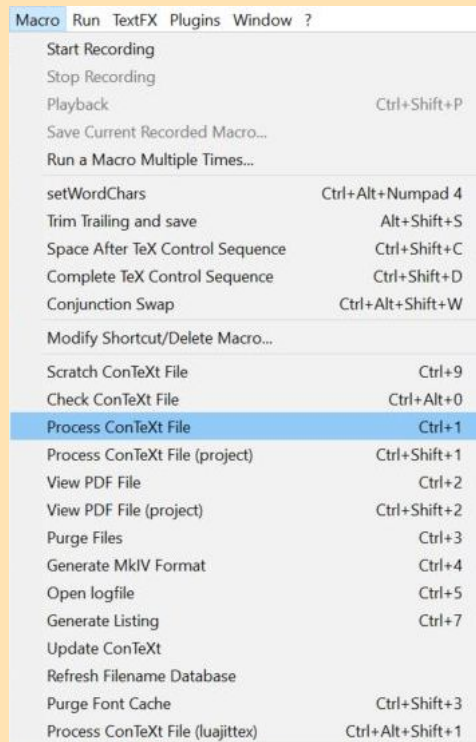 Macro Run TextFX Plugins Window ?
Start Recording
Stop Recording
Playback Ctrl+Shift+P
Save Current Recorded Macro...
Run a Macro Multiple Times...
setWordChars Ctrl+Alt+Numpad 4
Trim Trailing and save Alt+Shift+S
Space After TeX Control Sequence Ctrl+Shift+C
Complete TeX Control Sequence Ctrl+Shift+D
Conjunction Swap Ctrl+Alt+Shift+W
Modify Shortcut/Delete Macro...
Scratch ConTeXt File Ctrl+9
Check ConTeXt File Ctrl+Alt+0
Process ConTeXt File Ctrl+1
Process ConTeXt File (project) Ctrl+Shift+1
View PDF File Ctrl+2
View PDF File (project) Ctrl+Shift+2
Purge Files Ctrl+3
Generate MkIV Format Ctrl+4
Open logfile Ctrl+5
Generate Listing Ctrl+7
Update ConTeXt
Refresh Filename Database
Purge Font Cache Ctrl+Shift+3
Process ConTeXt File (luajittex) Ctrl+Alt+Shift+1